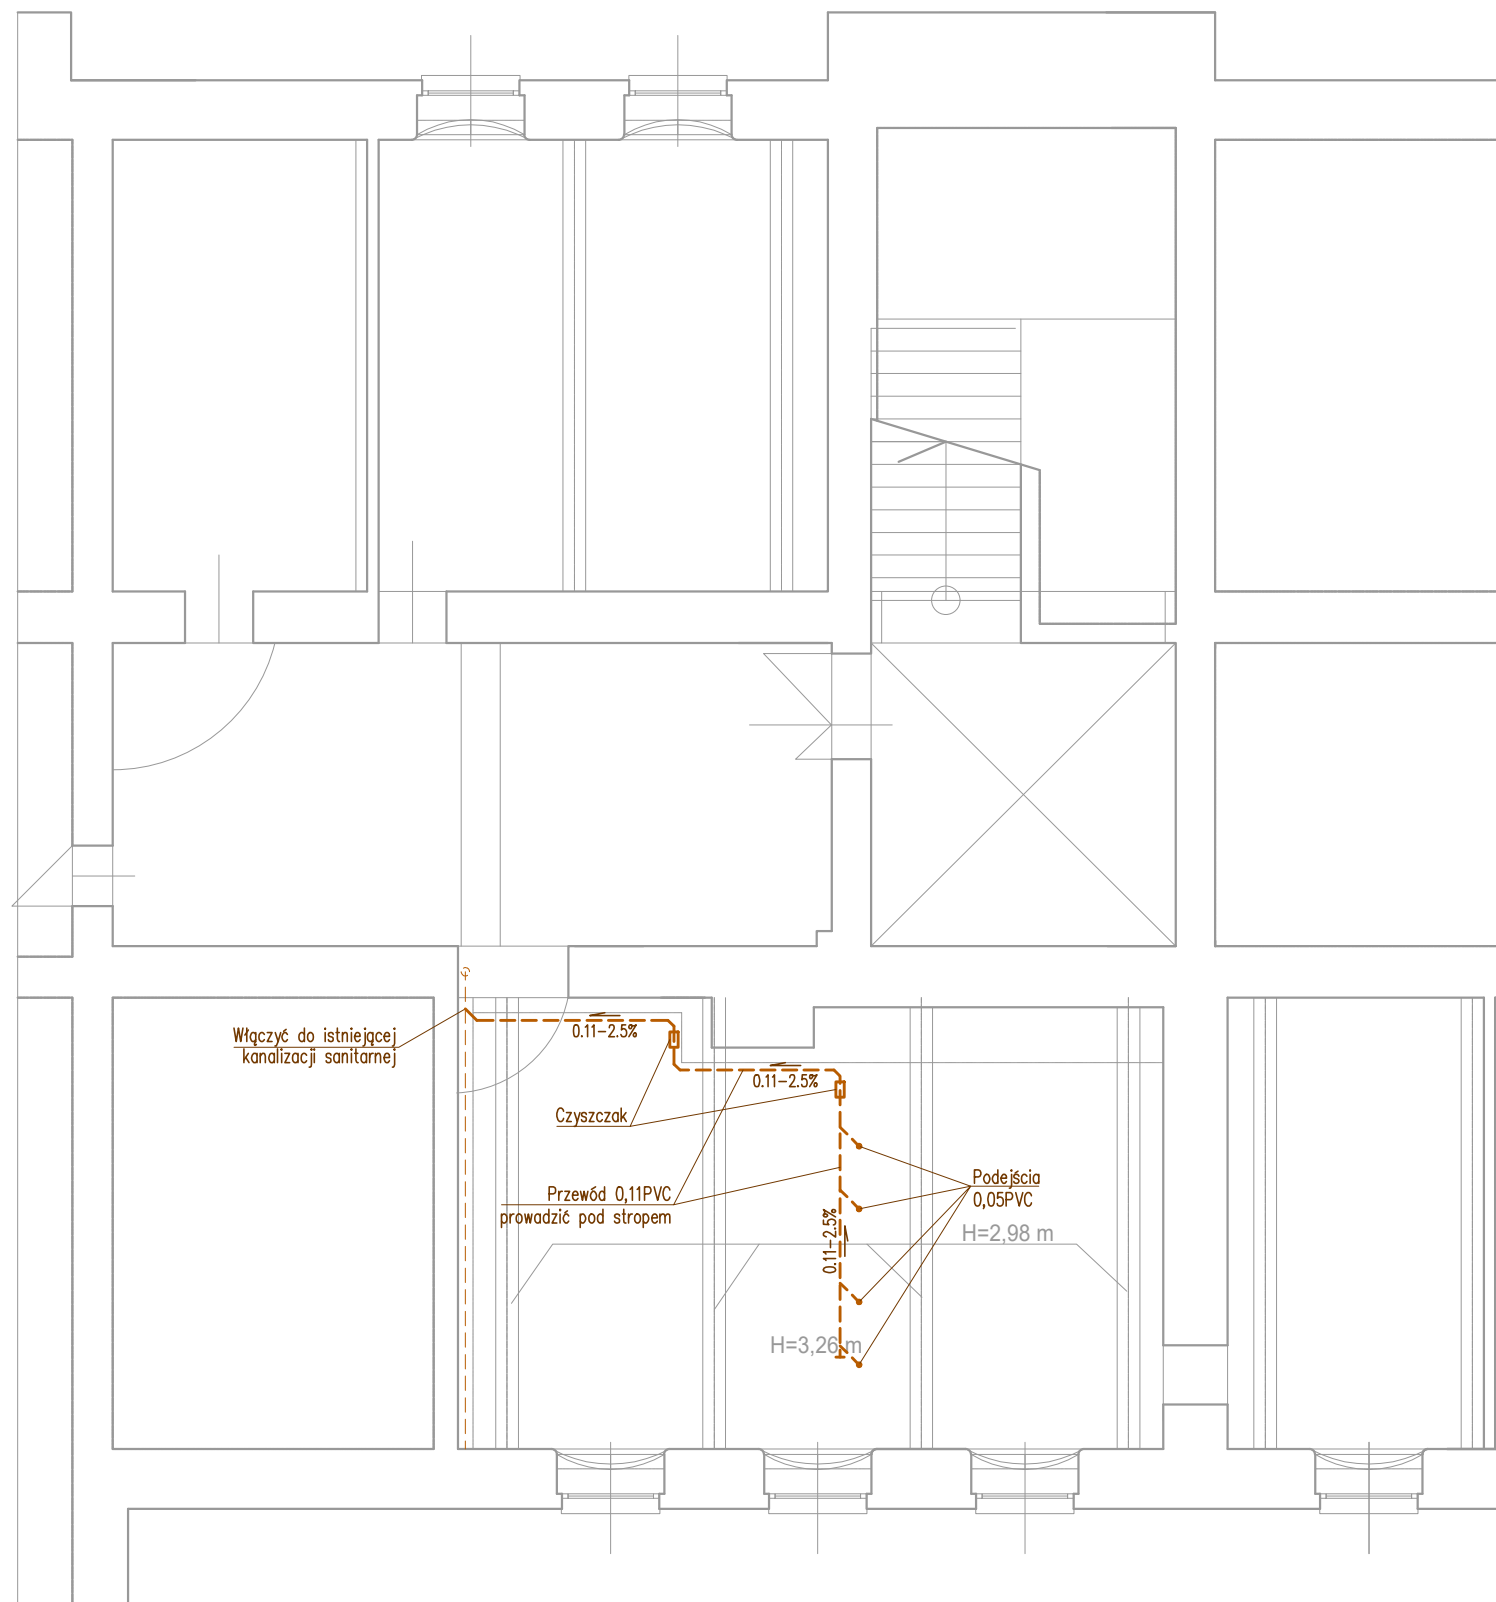 Włączyć do istniejącej
kanalizacji sanitarnej
0.11-2.5%
0.11-2.5%
Czyszczak
Przewód 0,11PVC
prowadzić pod stropem
Podejścia
0,05PVC
0.11-2.5%
H=2,98 m
H=3,26 m